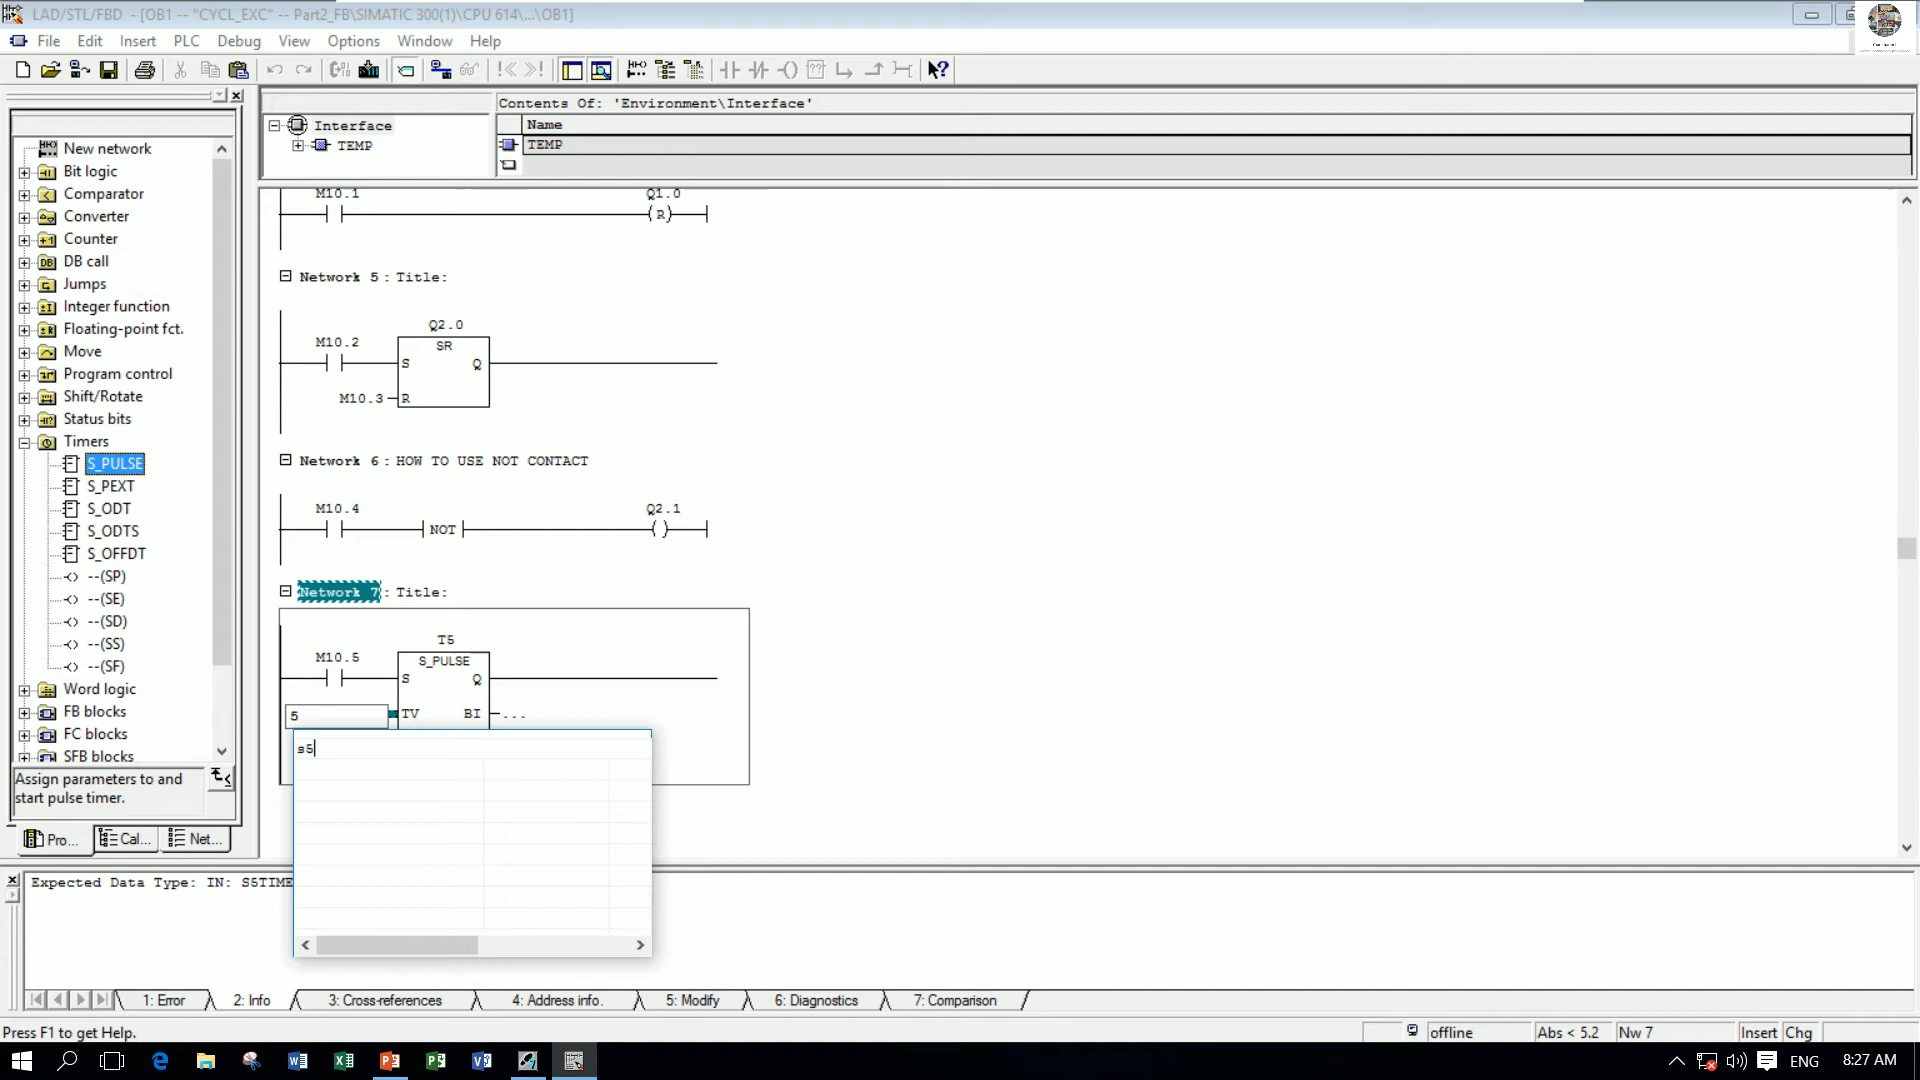 LAD/STL/FBD - [OB1 -- "CYCL_EXC" -- Part2_FB\SIMATIC 300(1)\CPU 614\...\OB1]
File Edit Insert PLC Debug View Options Window Help
Contents Of: 'Environment\Interface'
Interface
TEMP
Name
TEMP
New network
Bit logic
Comparator
Converter
Counter
DB call
Jumps
Integer function
Floating-point fct.
Move
Program control
Shift/Rotate
Status bits
Timers
S_PULSE
S_PEXT
S_ODT
S_ODTS
S_OFFDT
--(SP)
--(SE)
--(SD)
--(SS)
--(SF)
Word logic
FB blocks
FC blocks
SFB blocks
Assign parameters to and
start pulse timer.
Pro... Cal... Net...
M10.1 Q1.0
(R)
Network 5 : Title:
Q2.0
M10.2 SR
S Q
M10.3 R
Network 6 : HOW TO USE NOT CONTACT
M10.4 Q2.1
NOT ( )
Network 7 : Title:
T5
M10.5 S_PULSE
S Q
5 TV BI ...
s5
Expected Data Type: IN: S5TIME
1: Error 2: Info 3: Cross-references 4: Address info. 5: Modify 6: Diagnostics 7: Comparison
Press F1 to get Help.
offline Abs < 5.2 Nw 7 Insert Chg
ENG 8:27 AM